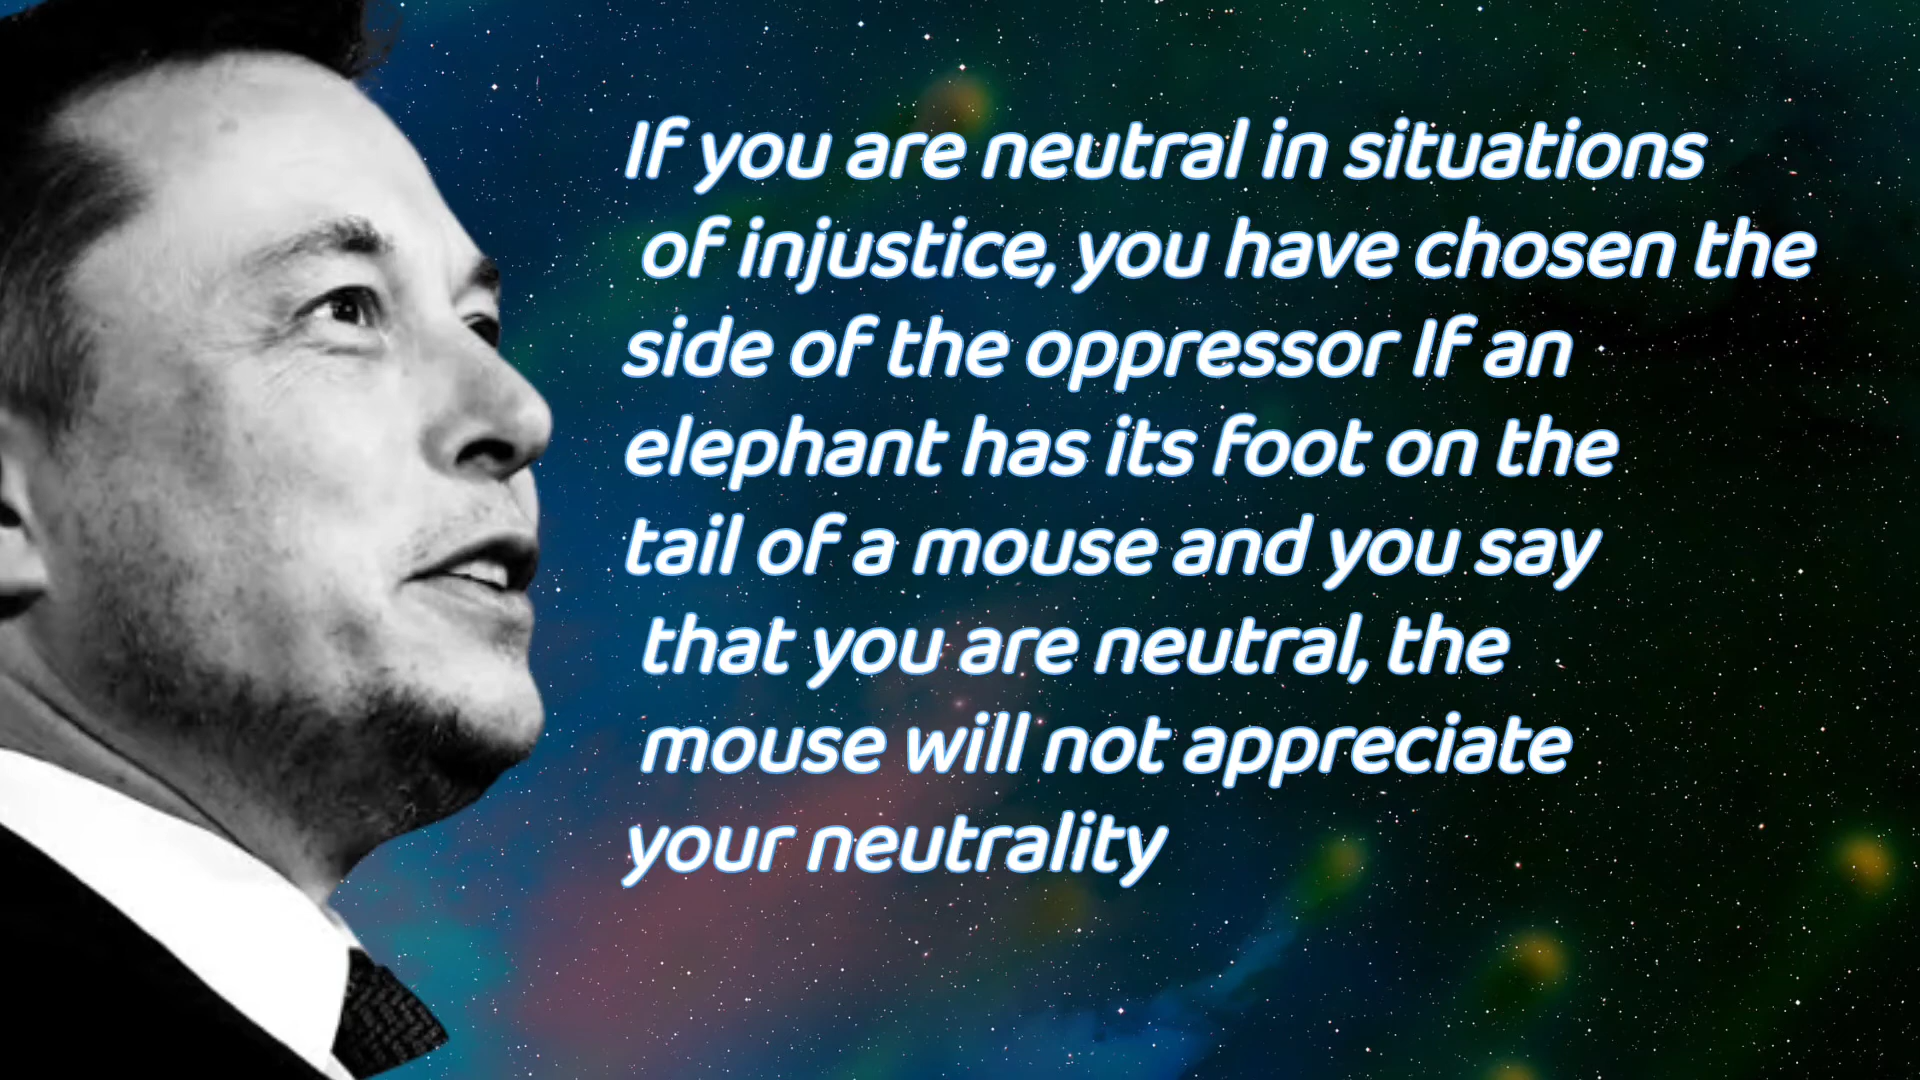 If you are neutral in situations
of injustice, you have chosen the
side of the oppressor If an
elephant has its foot on the
tail of a mouse and you say
that you are neutral, the
mouse will not appreciate
your neutrality